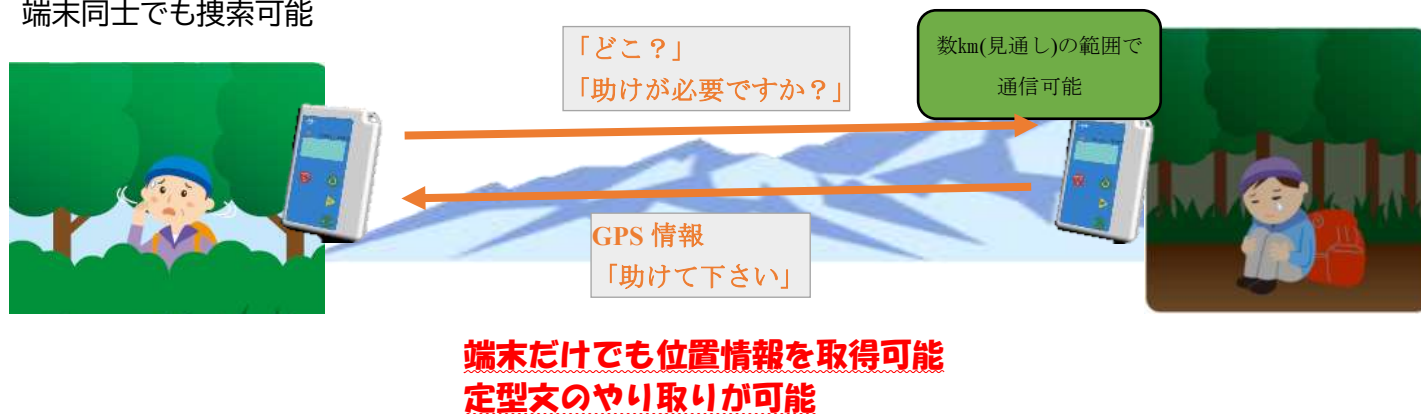 端末同士でも捜索可能
「どこ？」
「助けが必要ですか？」
数km(見通し)の範囲で
通信可能
GPS 情報
「助けて下さい」
端末だけでも位置情報を取得可能
定型文のやり取りが可能